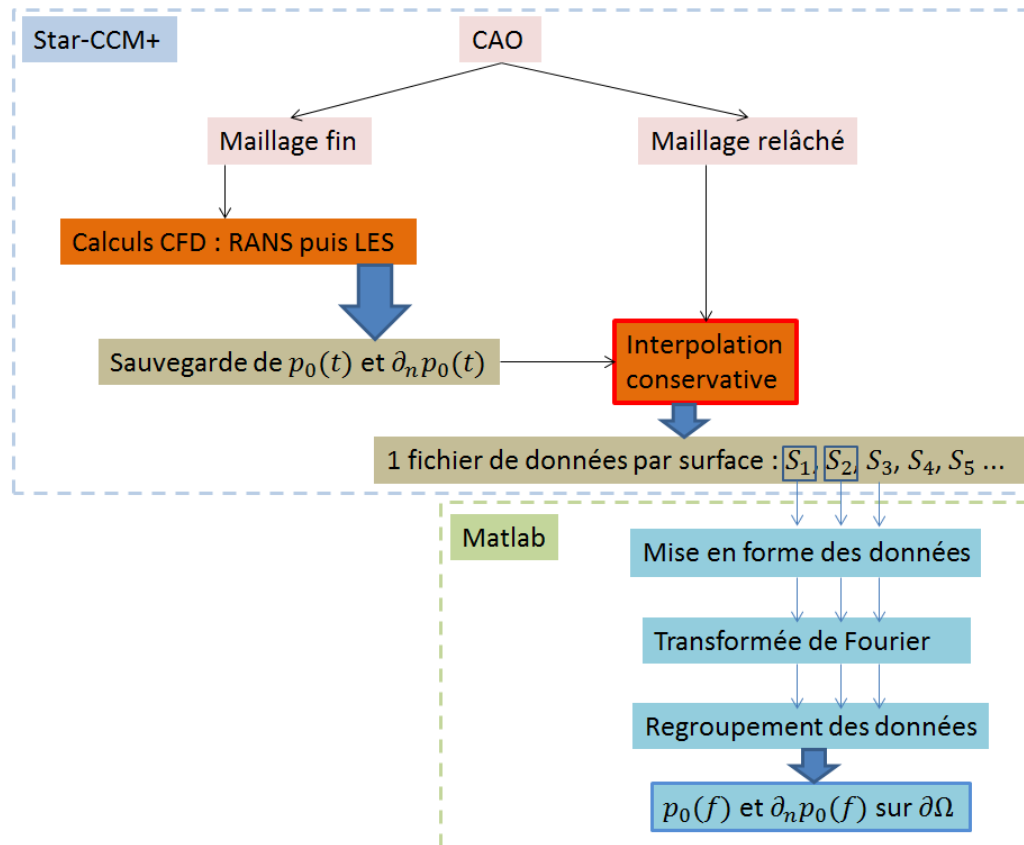 Star-CCM+
CAO
Maillage fin
Maillage relâché
Calculs CFD : RANS puis LES
Sauvegarde de p₀(t) et ∂ₙp₀(t)
Interpolation
conservative
1 fichier de données par surface : S₁, S₂, S₃, S₄, S₅ ...
Matlab
Mise en forme des données
Transformée de Fourier
Regroupement des données
p₀(f) et ∂ₙp₀(f) sur ∂Ω